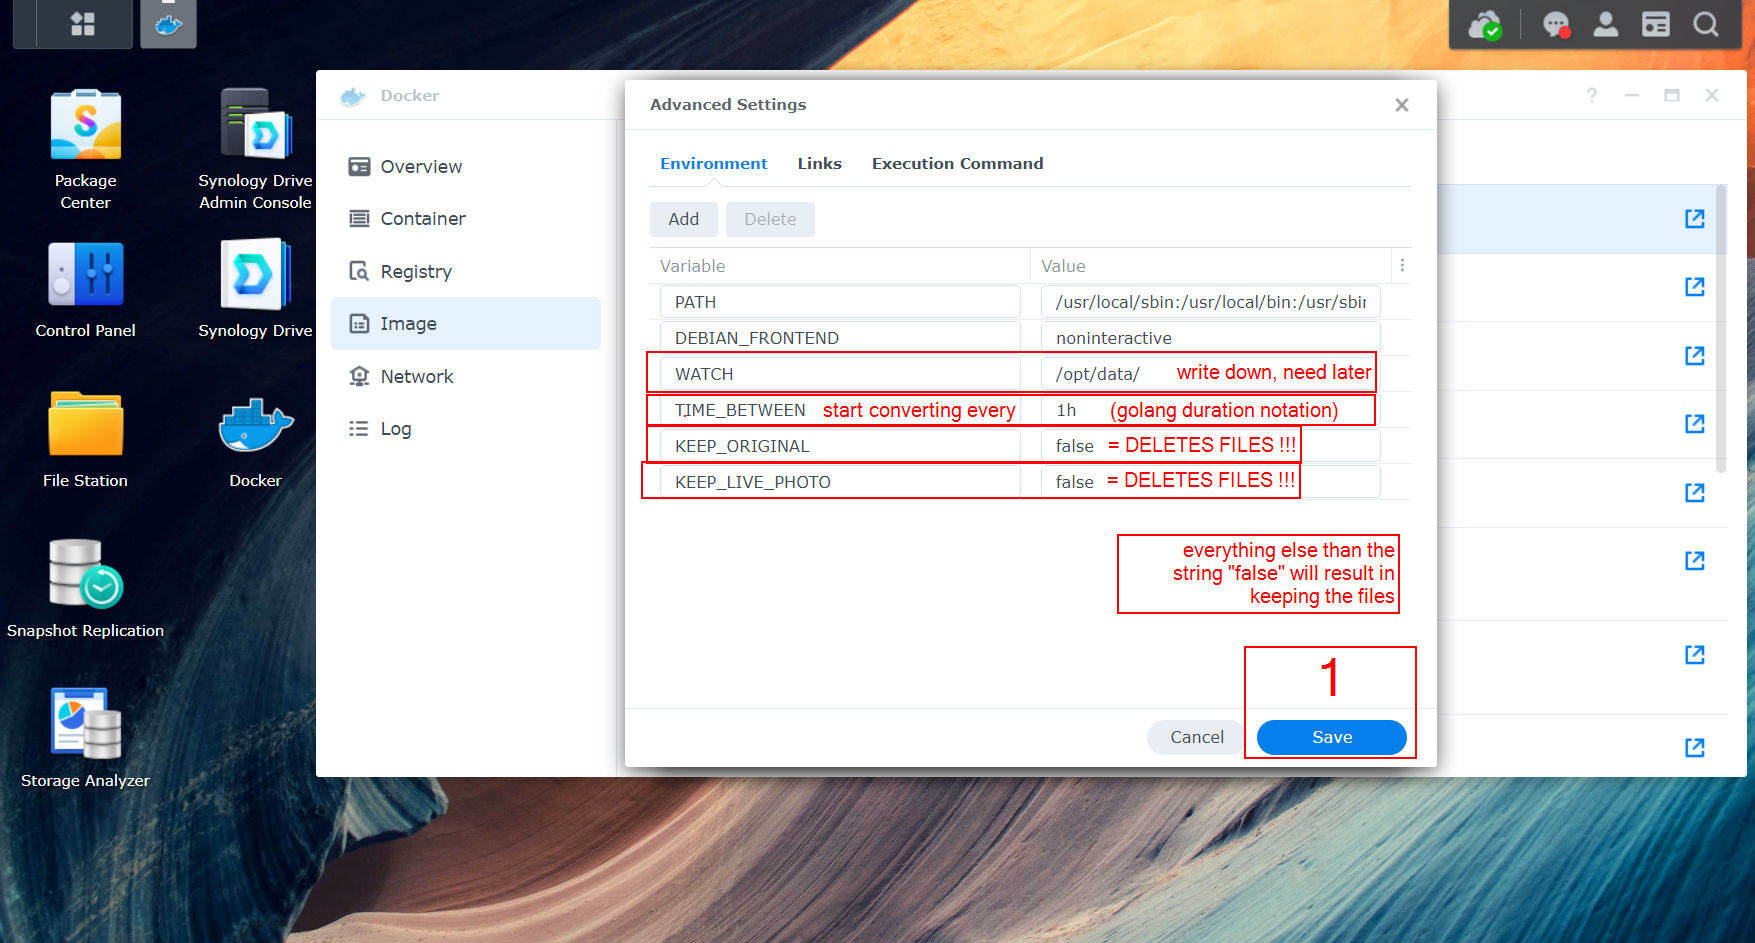 Docker
Advanced Settings
Environment Links Execution Command
Package
Center
Synology Drive
Admin Console
Control Panel
Synology Drive
File Station
Docker
Snapshot Replication
Storage Analyzer
Overview
Container
Registry
Image
Network
Log
Add Delete
Variable Value
PATH /usr/local/sbin:/usr/local/bin:/usr/sbin
DEBIAN_FRONTEND noninteractive
WATCH /opt/data/ write down, need later
TIME_BETWEEN start converting every 1h (golang duration notation)
KEEP_ORIGINAL false = DELETES FILES !!!
KEEP_LIVE_PHOTO false = DELETES FILES !!!
everything else than the
string "false" will result in
keeping the files
1
Cancel Save